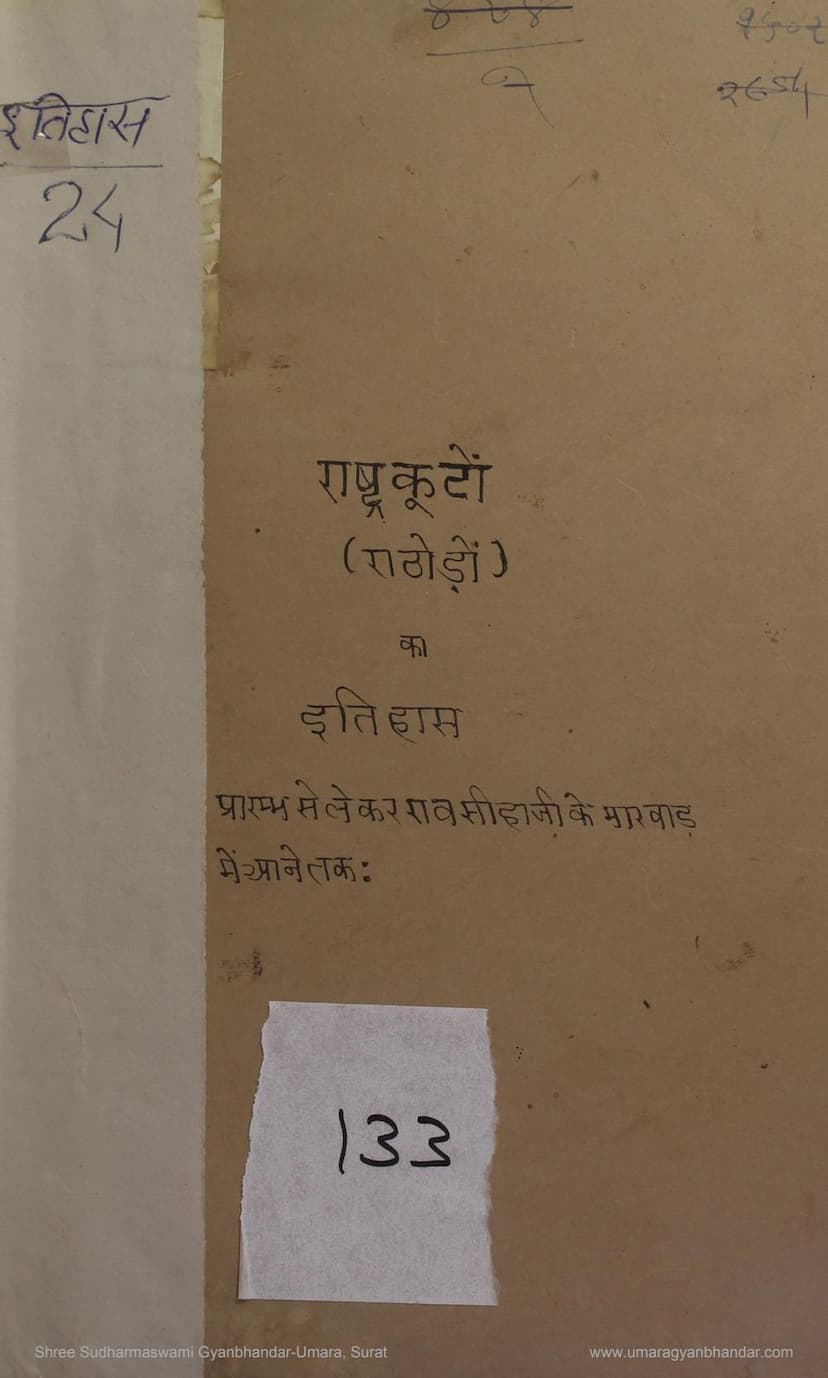 इतिहास
24
राष्ट्रकूटों
(राठोड़ों)
का
इतिहास
प्रारम्भ से लेकर राव सीहाजी के मारवाड़
में आने तक:
133
Shree Sudharmaswami Gyanbhandar-Umara, Surat
www.umaragyanbhandar.com